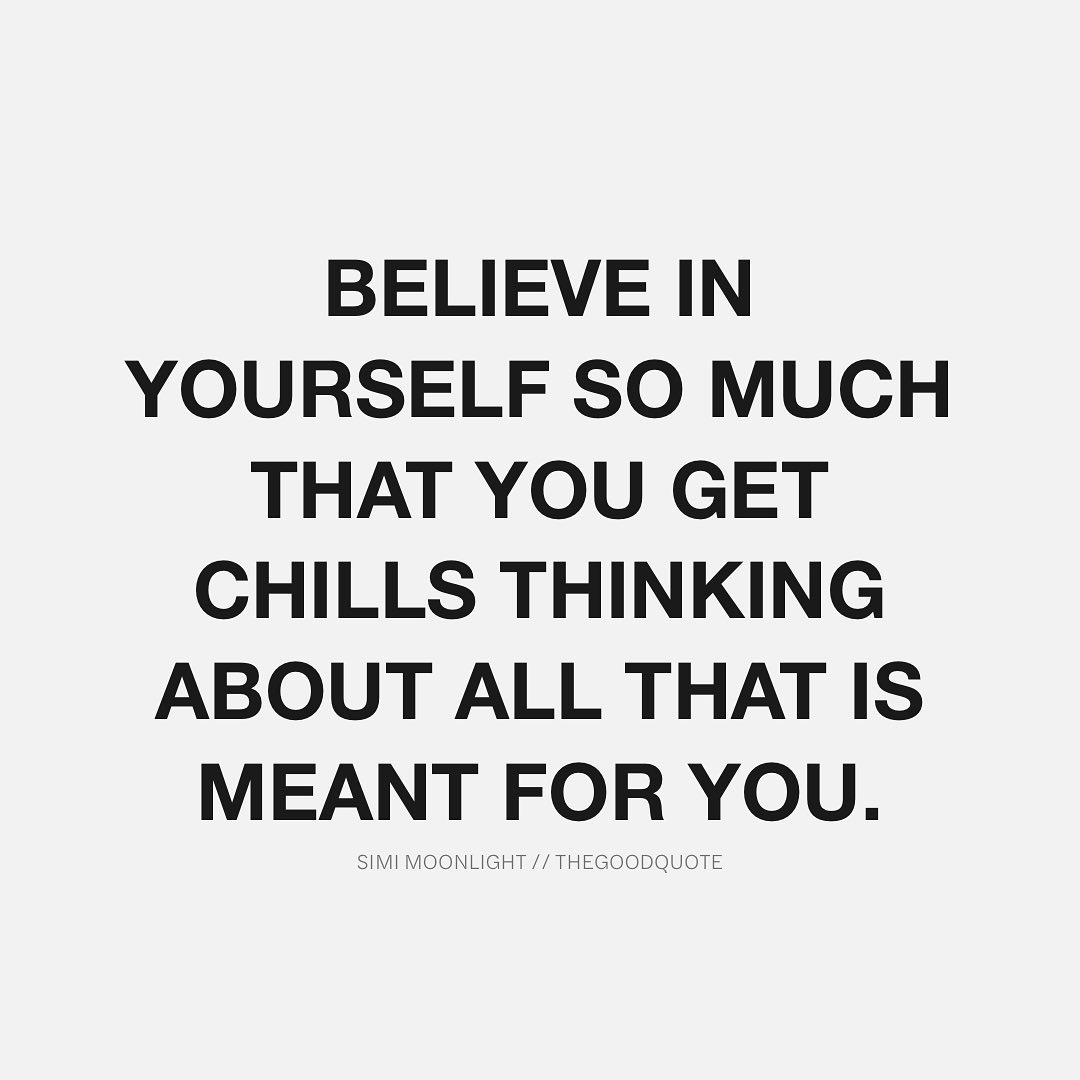 BELIEVE IN
YOURSELF SO MUCH
THAT YOU GET
CHILLS THINKING
ABOUT ALL THAT IS
MEANT FOR YOU.
SIMI MOONLIGHT // THEGOODQUOTE